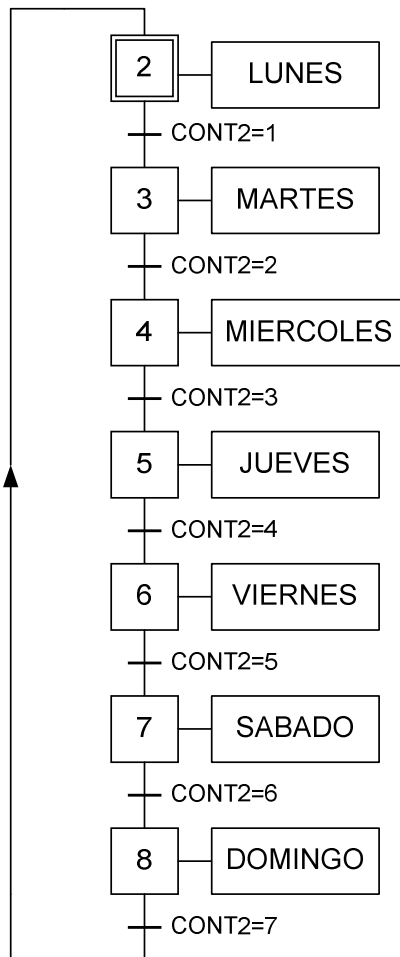 2 LUNES
CONT2=1
3 MARTES
CONT2=2
4 MIERCOLES
CONT2=3
5 JUEVES
CONT2=4
6 VIERNES
CONT2=5
7 SABADO
CONT2=6
8 DOMINGO
CONT2=7